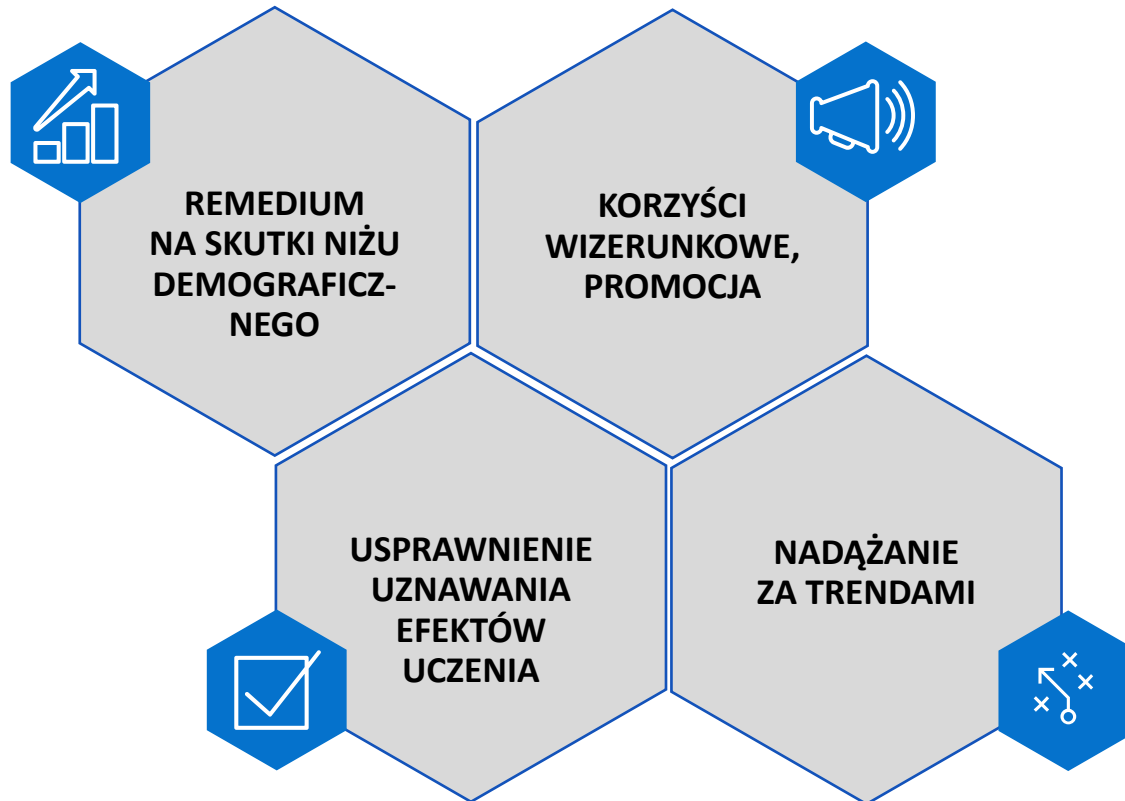 REMEDIUM
NA SKUTKI NIŻU
DEMOGRAFICZ-
NEGO
KORZYŚCI
WIZERUNKOWE,
PROMOCJA
USPRAWNIENIE
UZNAWANIA
EFEKTÓW
UCZENIA
NADĄŻANIE
ZA TRENDAMI